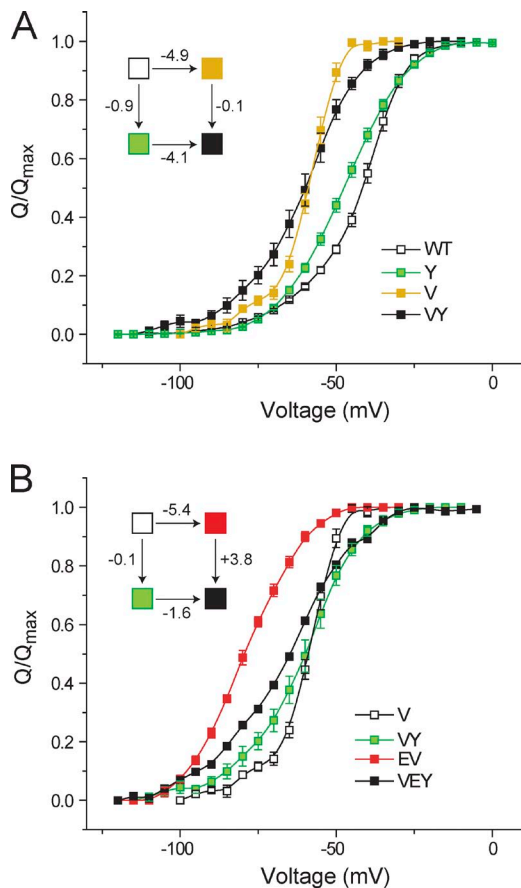 A
-4.9
-0.9
-0.1
-4.1
1.0
0.8
0.6
0.4
0.2
0.0
Q/Qmax
WT
Y
V
VY
-100
-50
0
Voltage (mV)
B
-5.4
-0.1
+3.8
-1.6
1.0
0.8
0.6
0.4
0.2
0.0
Q/Qmax
V
VY
EV
VEY
-100
-50
0
Voltage (mV)